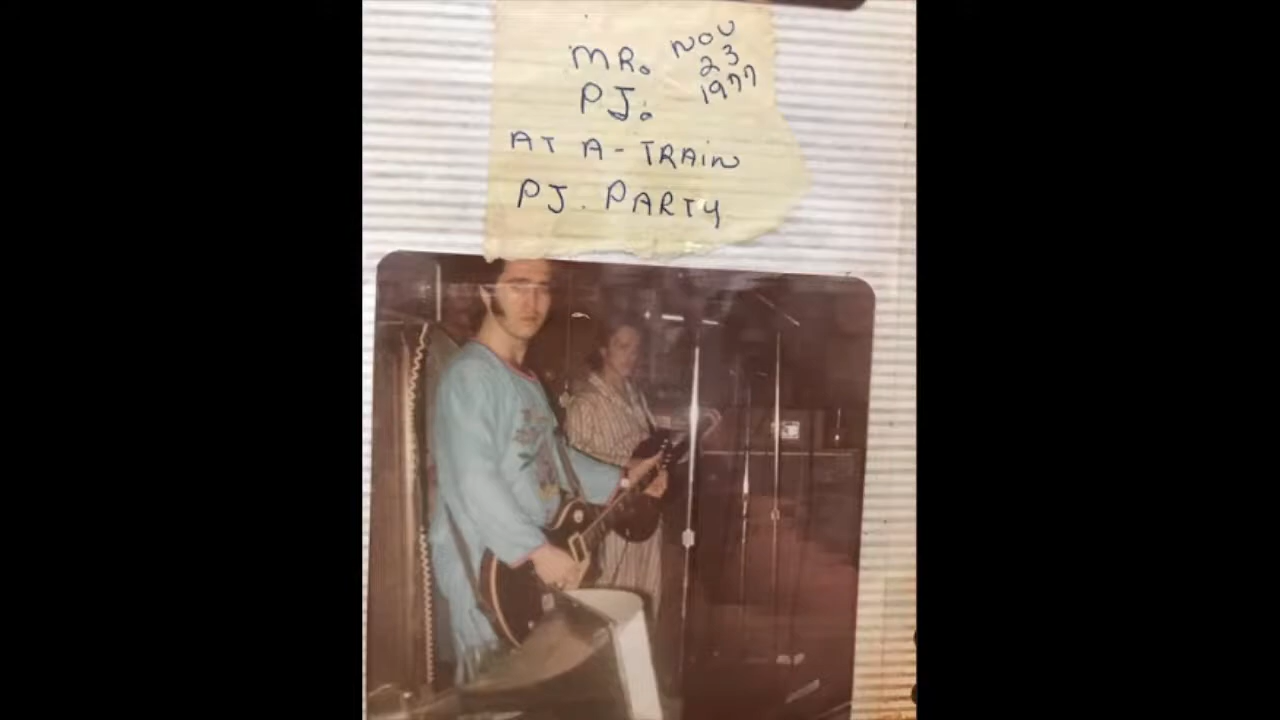 MR. NOV
PJ. 23
1977
AT A-TRAIN
PJ. PARTY